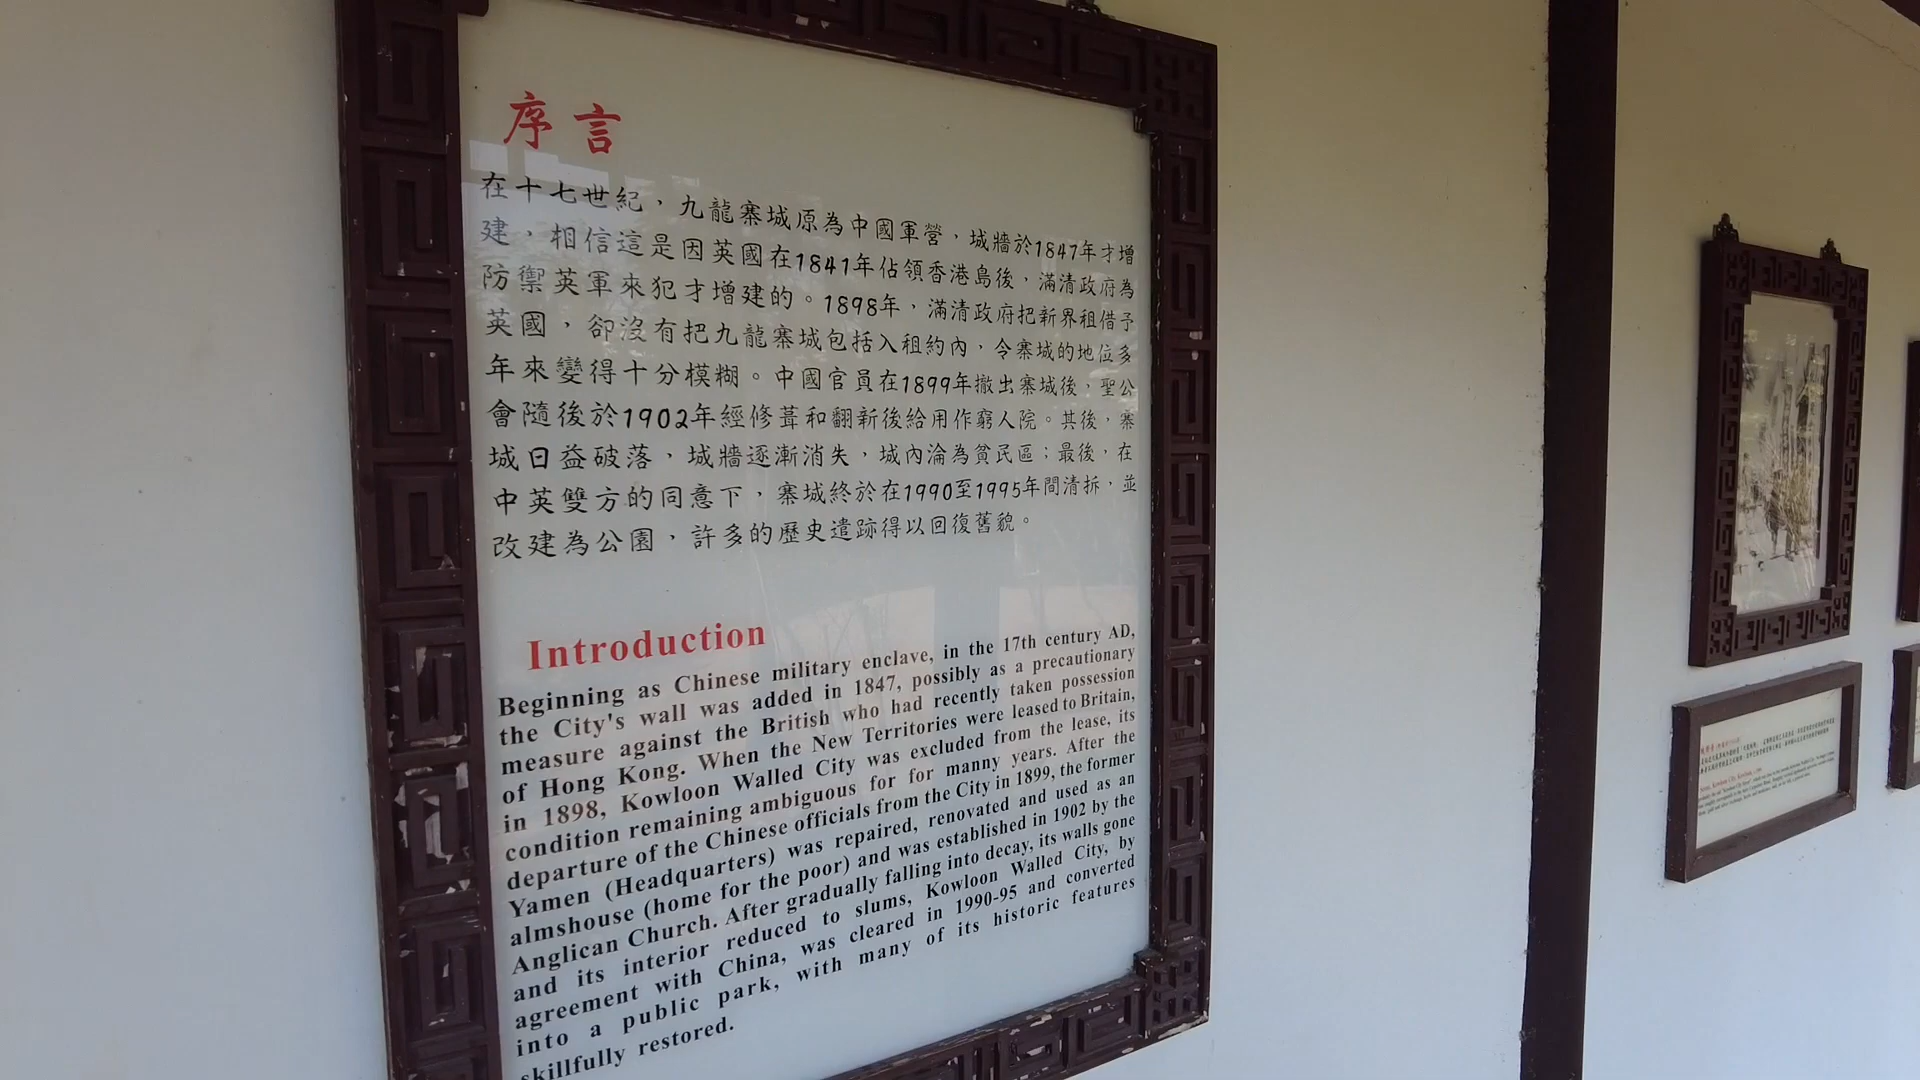 序言
在十七世紀，九龍寨城原為中國軍營，城牆於1847年才增
建，相信這是因英國在1841年佔領香港島後，滿清政府為
防禦英軍來犯才增建的。1898年，滿清政府把新界租借予
英國，卻沒有把九龍寨城包括入租約內，令寨城的地位多
年來變得十分模糊。中國官員在1899年撤出寨城後，聖公
會隨後於1902年經修葺和翻新後給用作窮人院。其後，寨
城日益破落，城牆逐漸消失，城內淪為貧民區；最後，在
中英雙方的同意下，寨城終於在1990至1995年間清拆，並
改建為公園，許多的歷史遺跡得以回復舊貌。
Introduction
Beginning as Chinese military enclave, in the 17th century AD,
the City's wall was added in 1847, possibly as a precautionary
measure against the British who had recently taken possession
of Hong Kong. When the New Territories were leased to Britain,
in 1898, Kowloon Walled City was excluded from the lease, its
condition remaining ambiguous for for manny years. After the
departure of the Chinese officials from the City in 1899, the former
Yamen (Headquarters) was repaired, renovated and used as an
almshouse (home for the poor) and was established in 1902 by the
Anglican Church. After gradually falling into decay, its walls gone
and its interior reduced to slums, Kowloon Walled City, by
agreement with China, was cleared in 1990-95 and converted
into a public park, with many of its historic features
skillfully restored.